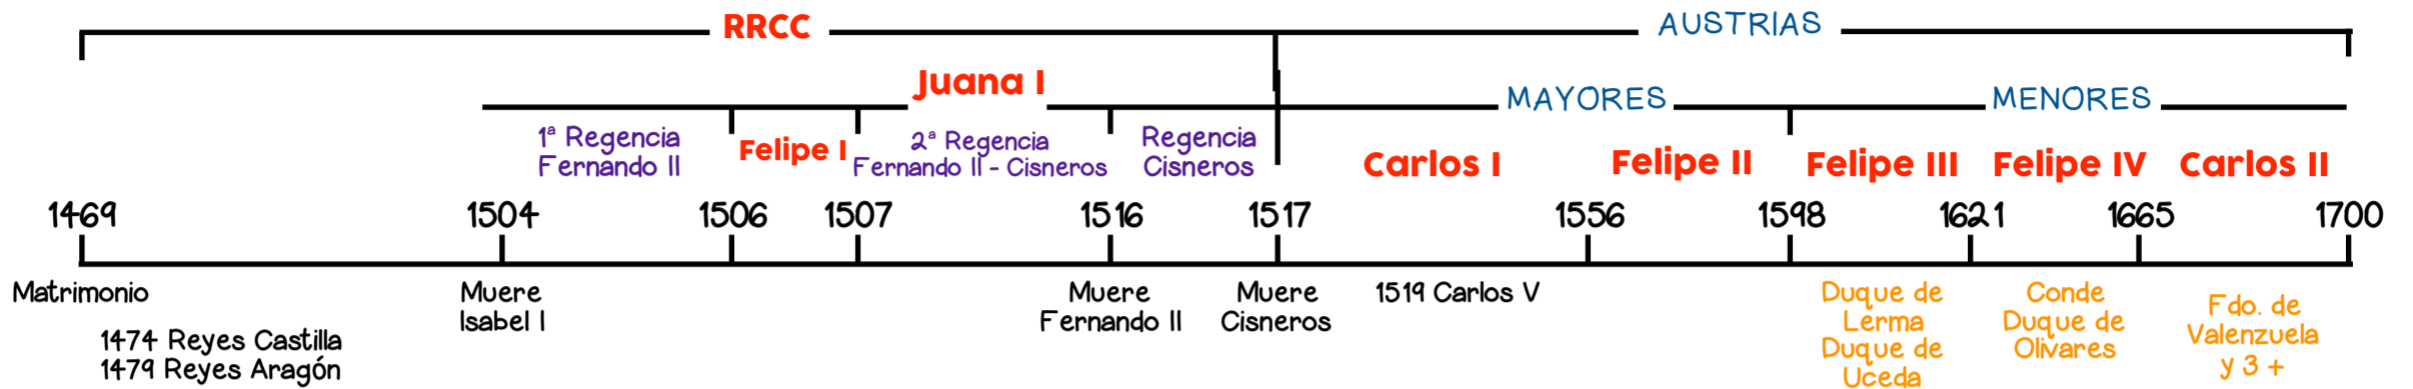 RRCC
AUSTRIAS
Juana I
MAYORES
MENORES
1ª Regencia
Fernando II
Felipe I
2ª Regencia
Fernando II - Cisneros
Regencia
Cisneros
Carlos I
Felipe II
Felipe III
Felipe IV
Carlos II
1469
1504
1506
1507
1516
1517
1556
1598
1621
1665
1700
Matrimonio
1474 Reyes Castilla
1479 Reyes Aragón
Muere
Isabel I
Muere
Fernando II
Muere
Cisneros
1519 Carlos V
Duque de
Lerma
Duque de
Uceda
Conde
Duque de
Olivares
Fdo. de
Valenzuela
y 3 +